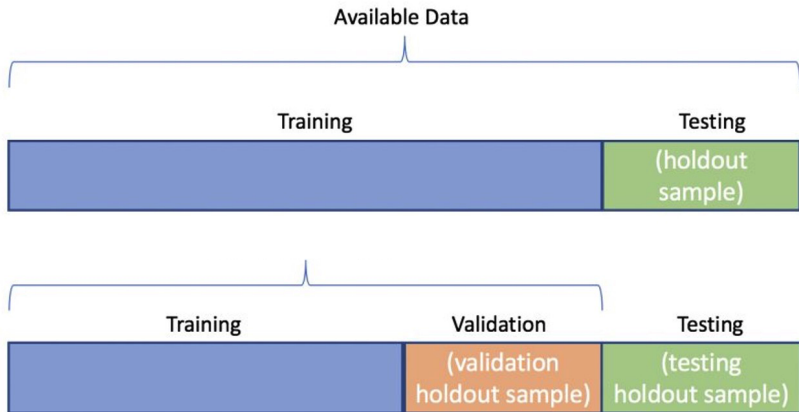 Available Data
Training
Testing
(holdout
sample)
Training
Validation
Testing
(validation
holdout sample)
(testing
holdout sample)